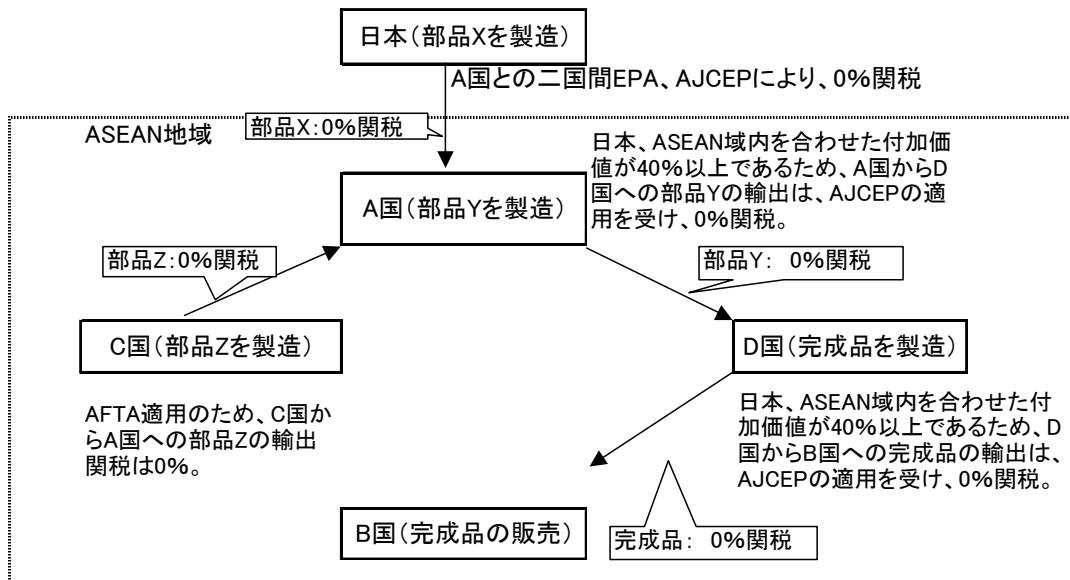 日本（部品Xを製造）
A国との二国間EPA、AJCEPにより、0%関税
ASEAN地域
部品X：0%関税
日本、ASEAN域内を合わせた付加価
値が40%以上であるため、A国からD
国への部品Yの輸出は、AJCEPの適
用を受け、0%関税。
A国（部品Yを製造）
部品Z：0%関税
部品Y： 0%関税
C国（部品Zを製造）
D国（完成品を製造）
AFTA適用のため、C国か
らA国への部品Zの輸出
関税は0%。
日本、ASEAN域内を合わせた付
加価値が40%以上であるため、D
国からB国への完成品の輸出は、
AJCEPの適用を受け、0%関税。
B国（完成品の販売）
完成品： 0%関税